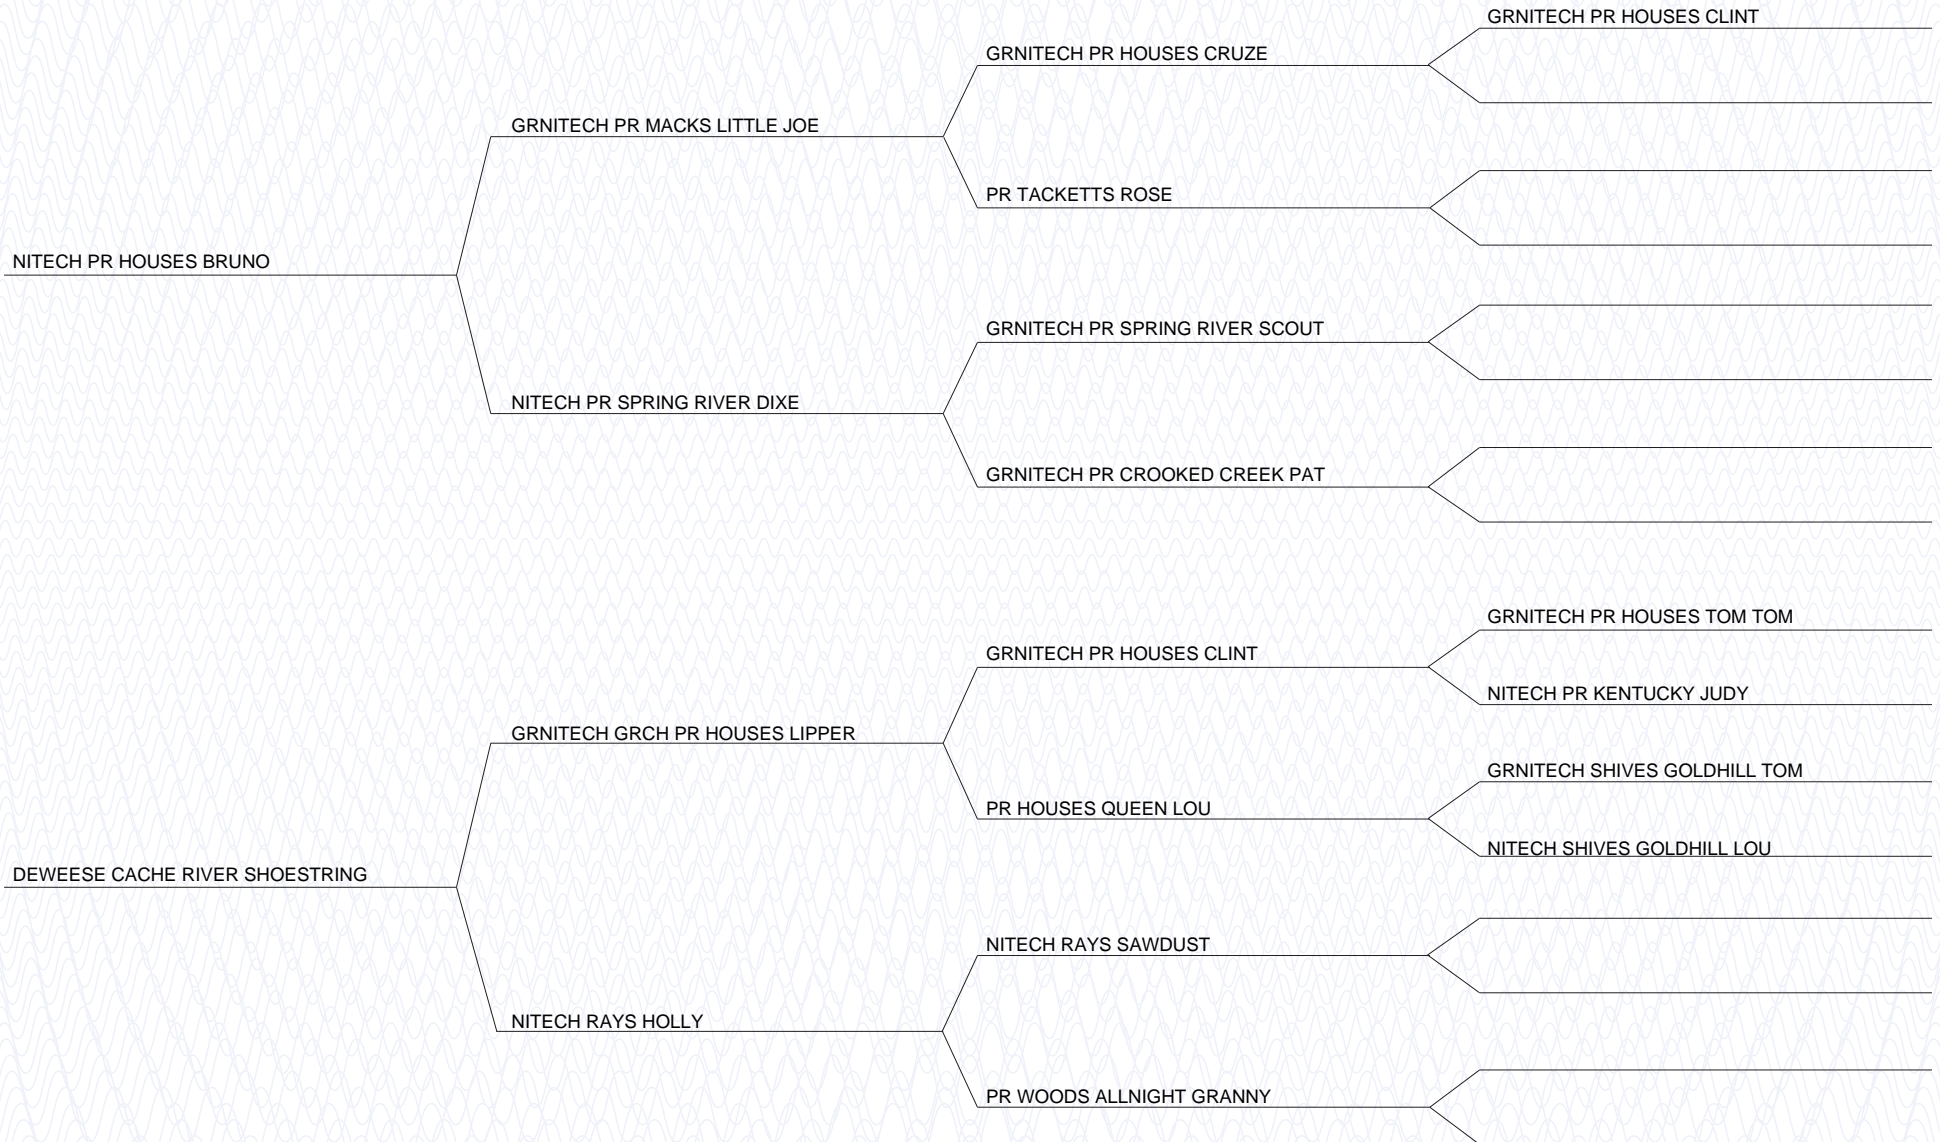 GRNITECH PR HOUSES CLINT
GRNITECH PR HOUSES CRUZE
GRNITECH PR MACKS LITTLE JOE
PR TACKETTS ROSE
NITECH PR HOUSES BRUNO
GRNITECH PR SPRING RIVER SCOUT
NITECH PR SPRING RIVER DIXE
GRNITECH PR CROOKED CREEK PAT
GRNITECH PR HOUSES TOM TOM
GRNITECH PR HOUSES CLINT
NITECH PR KENTUCKY JUDY
GRNITECH GRCH PR HOUSES LIPPER
GRNITECH SHIVES GOLDHILL TOM
PR HOUSES QUEEN LOU
NITECH SHIVES GOLDHILL LOU
DEWEESE CACHE RIVER SHOESTRING
NITECH RAYS SAWDUST
NITECH RAYS HOLLY
PR WOODS ALLNIGHT GRANNY